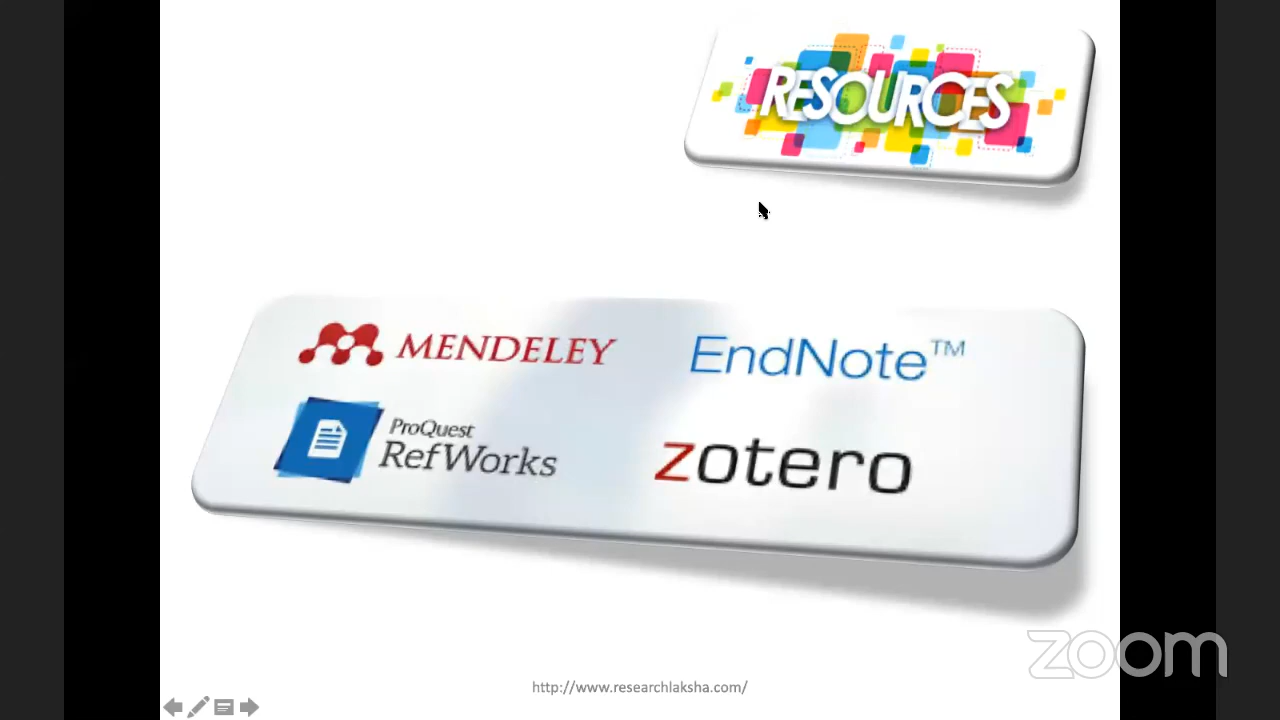 RESOURCES
MENDELEY
EndNote™
ProQuest
RefWorks
zotero
zoom
http://www.researchlaksha.com/